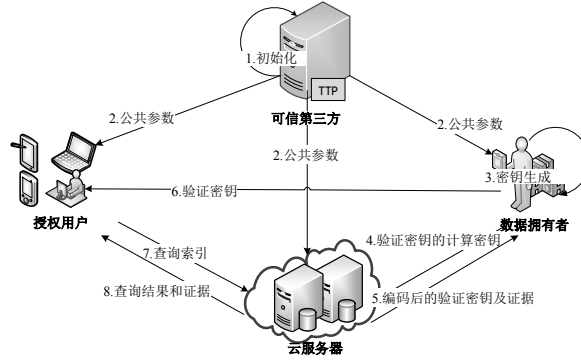 1.初始化
TTP
可信第三方
2.公共参数
2.公共参数
2.公共参数
3.密钥生成
6.验证密钥
授权用户
数据拥有者
7.查询索引
4.验证密钥的计算密钥
8.查询结果和证据
5.编码后的验证密钥及证据
云服务器